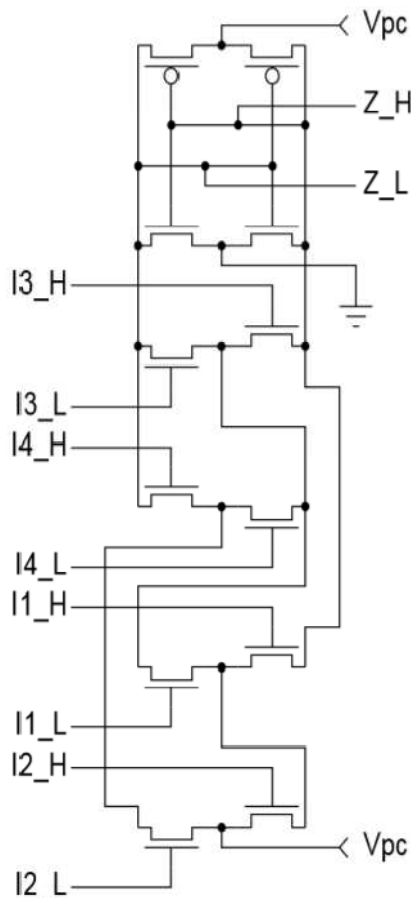 Vpc
Z_H
Z_L
I3_H
I3_L
I4_H
I4_L
I1_H
I1_L
I2_H
Vpc
I2_L